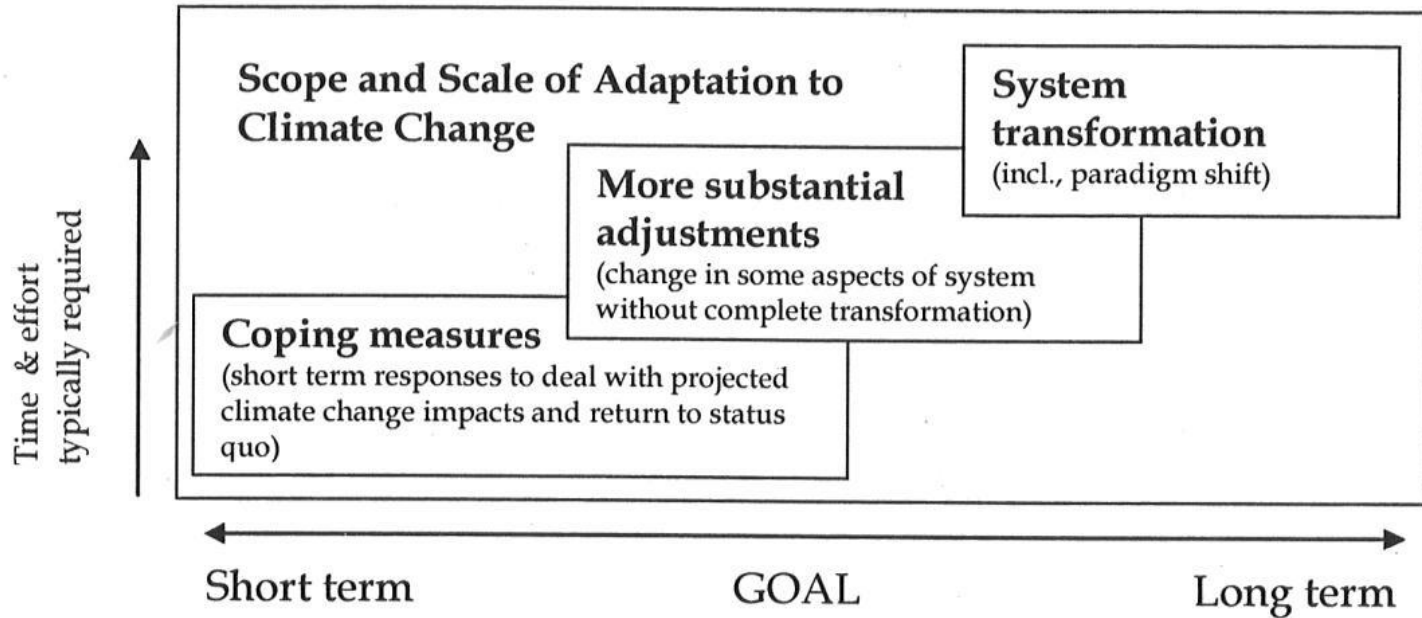 Scope and Scale of Adaptation to
Climate Change
System
transformation
(incl., paradigm shift)
More substantial
adjustments
(change in some aspects of system
without complete transformation)
Coping measures
(short term responses to deal with projected
climate change impacts and return to status
quo)
Time & effort
typically required
Short term
GOAL
Long term